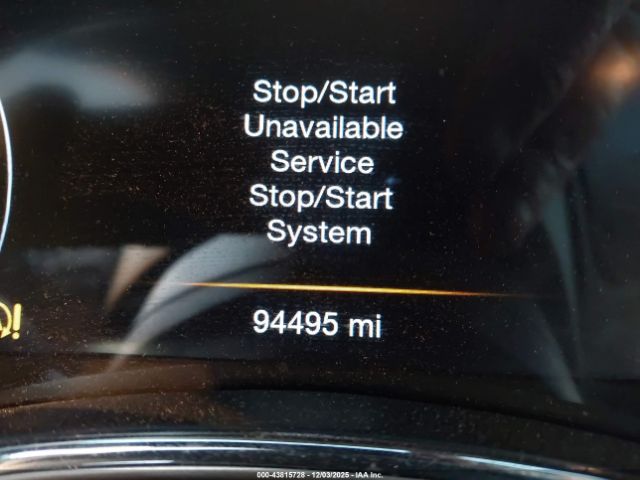 Stop/Start
Unavailable
Service
Stop/Start
System
94495 mi
!
000-43815728 - 12/03/2025 - IAA Inc.